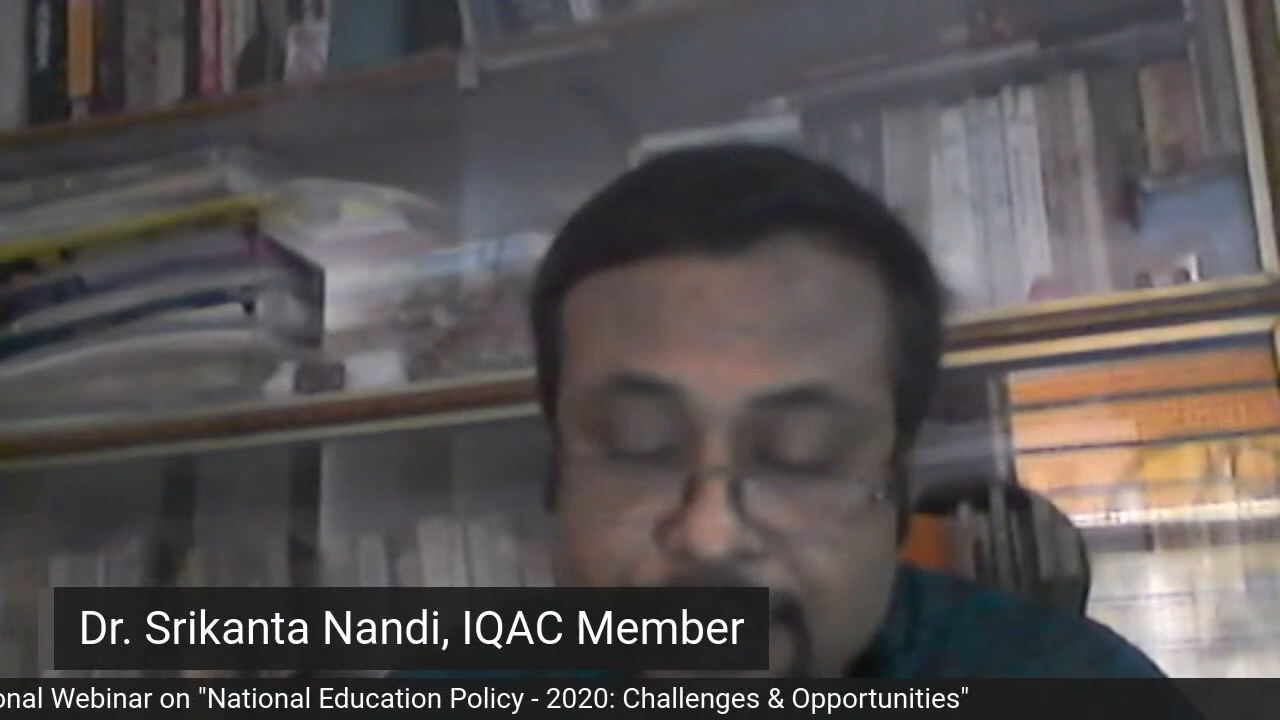 Dr. Srikanta Nandi, IQAC Member
onal Webinar on "National Education Policy - 2020: Challenges & Opportunities"